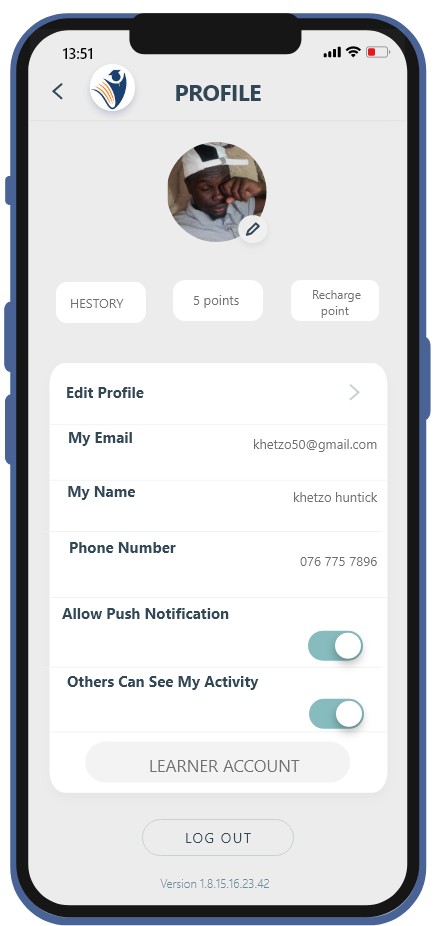 13:51
PROFILE
HESTORY
5 points
Recharge
point
Edit Profile
My Email
khetzo50@gmail.com
My Name
khetzo huntick
Phone Number
076 775 7896
Allow Push Notification
Others Can See My Activity
LEARNER ACCOUNT
LOG OUT
Version 1.8.15.16.23.42